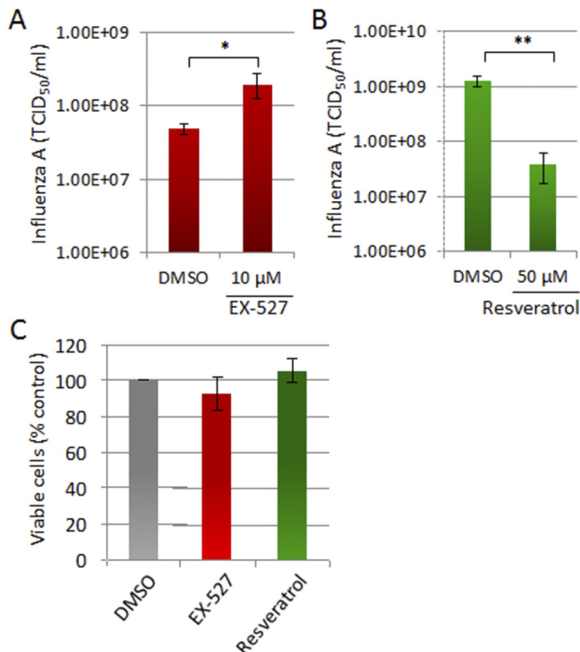 A
Influenza A (TCID50/ml)
1.00E+09
1.00E+08
1.00E+07
1.00E+06
*
DMSO
10 µM
EX-527
B
Influenza A (TCID50/ml)
1.00E+10
1.00E+09
1.00E+08
1.00E+07
1.00E+06
**
DMSO
50 µM
Resveratrol
C
Viable cells (% control)
120
100
80
60
40
20
0
DMSO
EX-527
Resveratrol